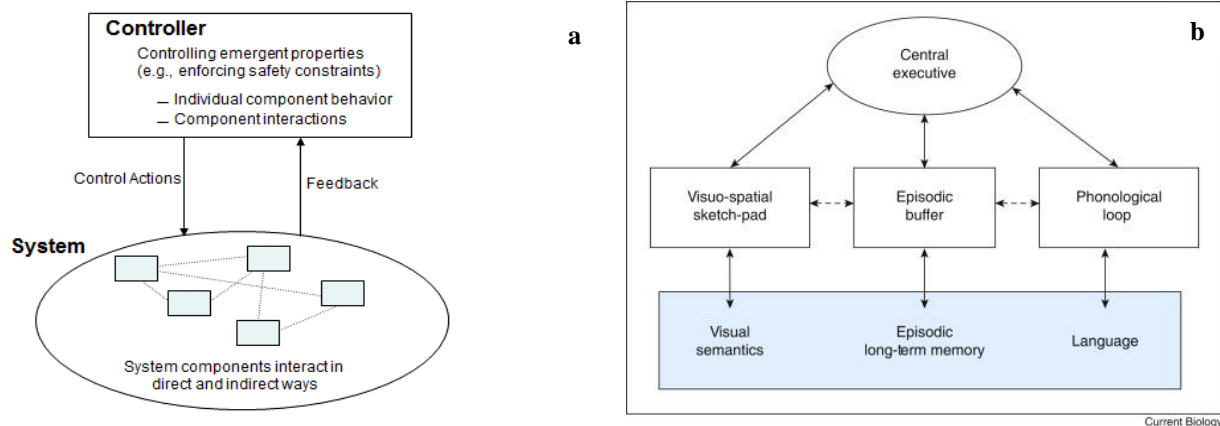 Controller
Controlling emergent properties
(e.g., enforcing safety constraints)
— Individual component behavior
— Component interactions
Control Actions
Feedback
System
System components interact in
direct and indirect ways
a
b
Central
executive
Visuo-spatial
sketch-pad
Episodic
buffer
Phonological
loop
Visual
semantics
Episodic
long-term memory
Language
Current Biology